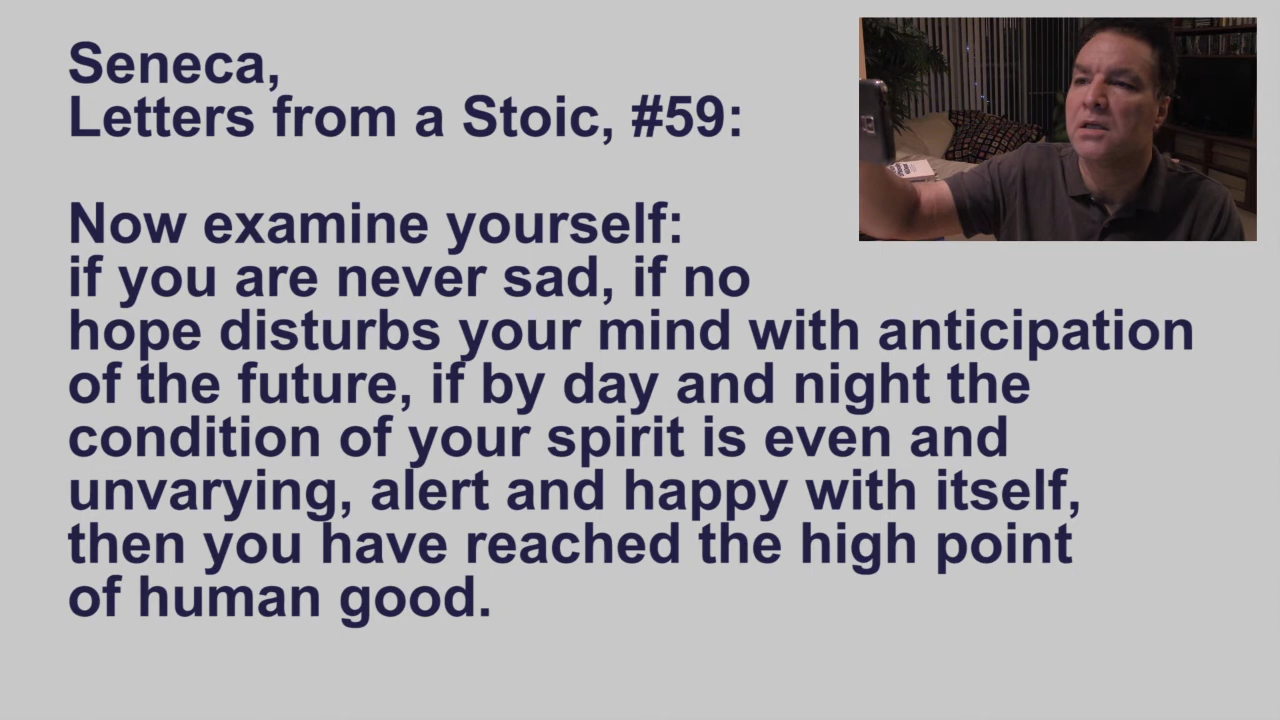 Seneca,
Letters from a Stoic, #59:
Now examine yourself:
if you are never sad, if no
hope disturbs your mind with anticipation
of the future, if by day and night the
condition of your spirit is even and
unvarying, alert and happy with itself,
then you have reached the high point
of human good.